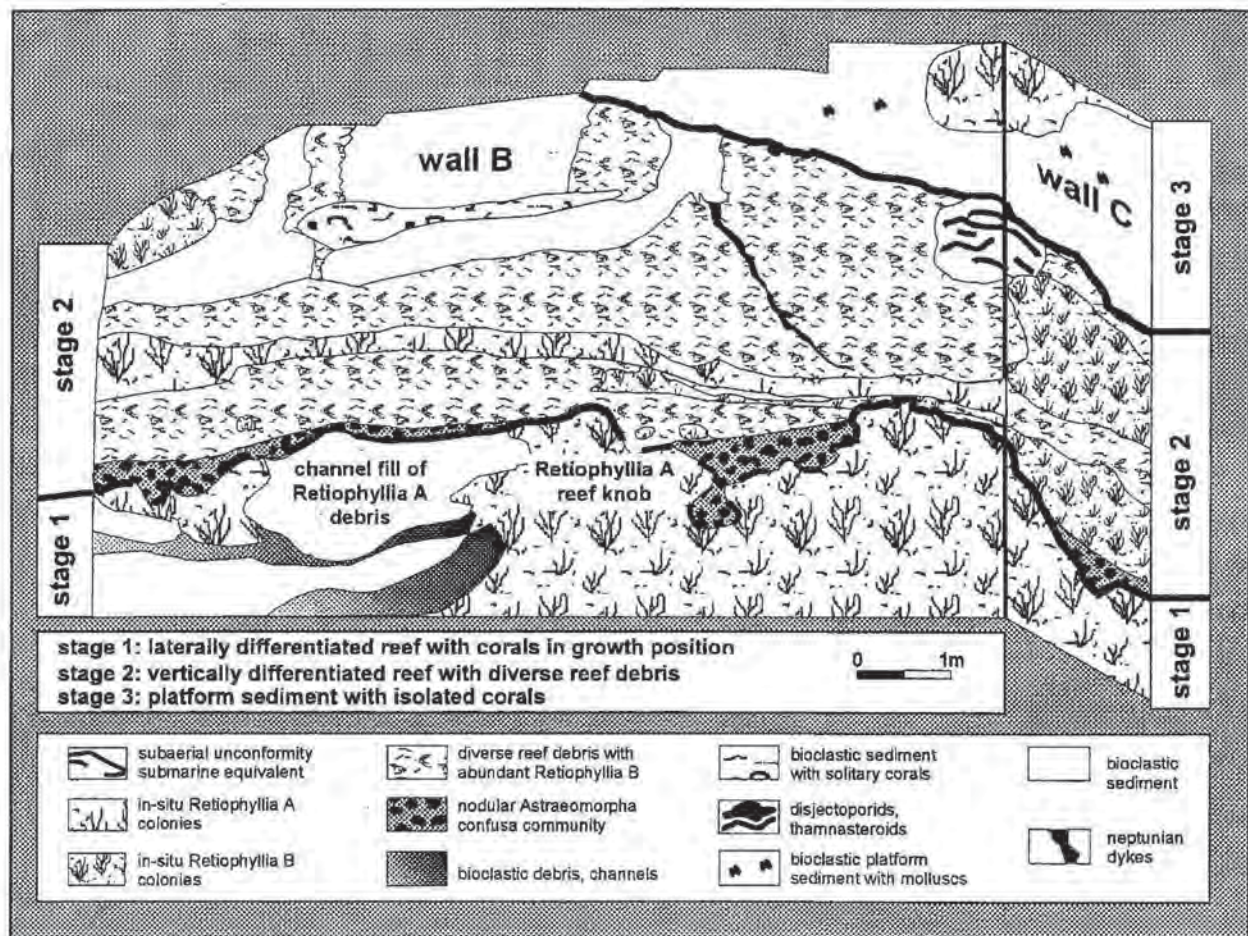 wall B
wall C
stage 3
stage 2
stage 2
stage 1
stage 1
channel fill of
Retiophyllia A
debris
Retiophyllia A
reef knob
stage 1: laterally differentiated reef with corals in growth position
stage 2: vertically differentiated reef with diverse reef debris
stage 3: platform sediment with isolated corals
0 1m
subaerial unconformity
submarine equivalent
in-situ Retiophyllia A
colonies
in-situ Retiophyllia B
colonies
diverse reef debris with
abundant Retiophyllia B
nodular Astraeomorpha
confusa community
bioclastic debris, channels
bioclastic sediment
with solitary corals
disjectoporids,
thamnasteroids
bioclastic platform
sediment with molluscs
bioclastic
sediment
neptunian
dykes